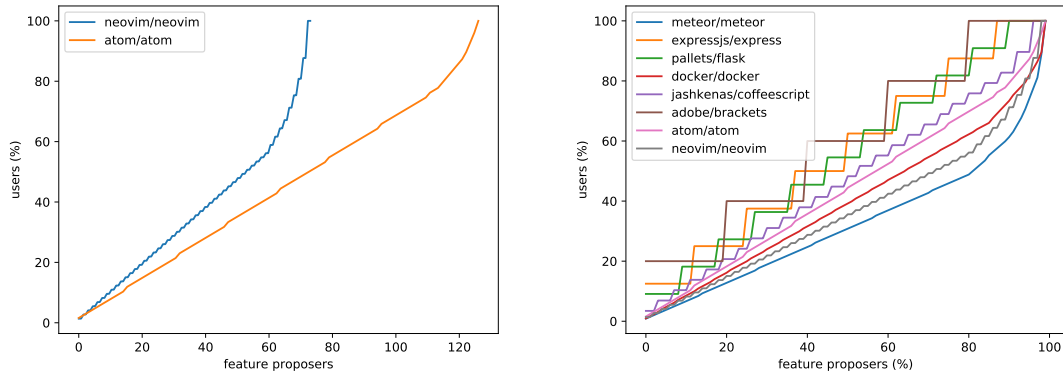 neovim/neovim
atom/atom
100
80
60
40
20
0
users (%)
0 20 40 60 80 100 120
feature proposers
meteor/meteor
expressjs/express
pallets/flask
docker/docker
jashkenas/coffeescript
adobe/brackets
atom/atom
neovim/neovim
100
80
60
40
20
0
users (%)
0 20 40 60 80 100
feature proposers (%)